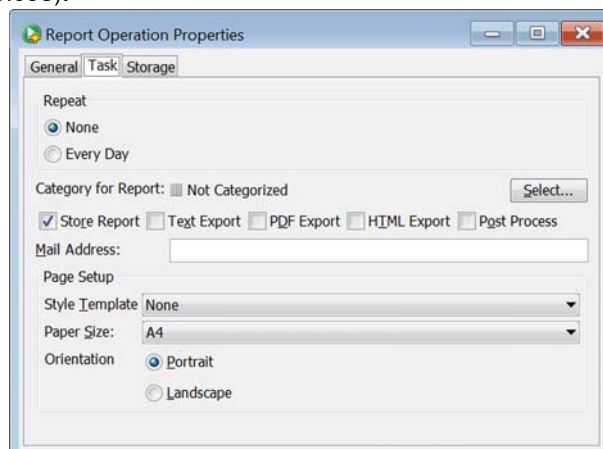 Report Operation Properties
General Task Storage
Repeat
None
Every Day
Category for Report: Not Categorized Select...
Store Report Text Export PDF Export HTML Export Post Process
Mail Address:
Page Setup
Style Template None
Paper Size: A4
Orientation Portrait
Landscape